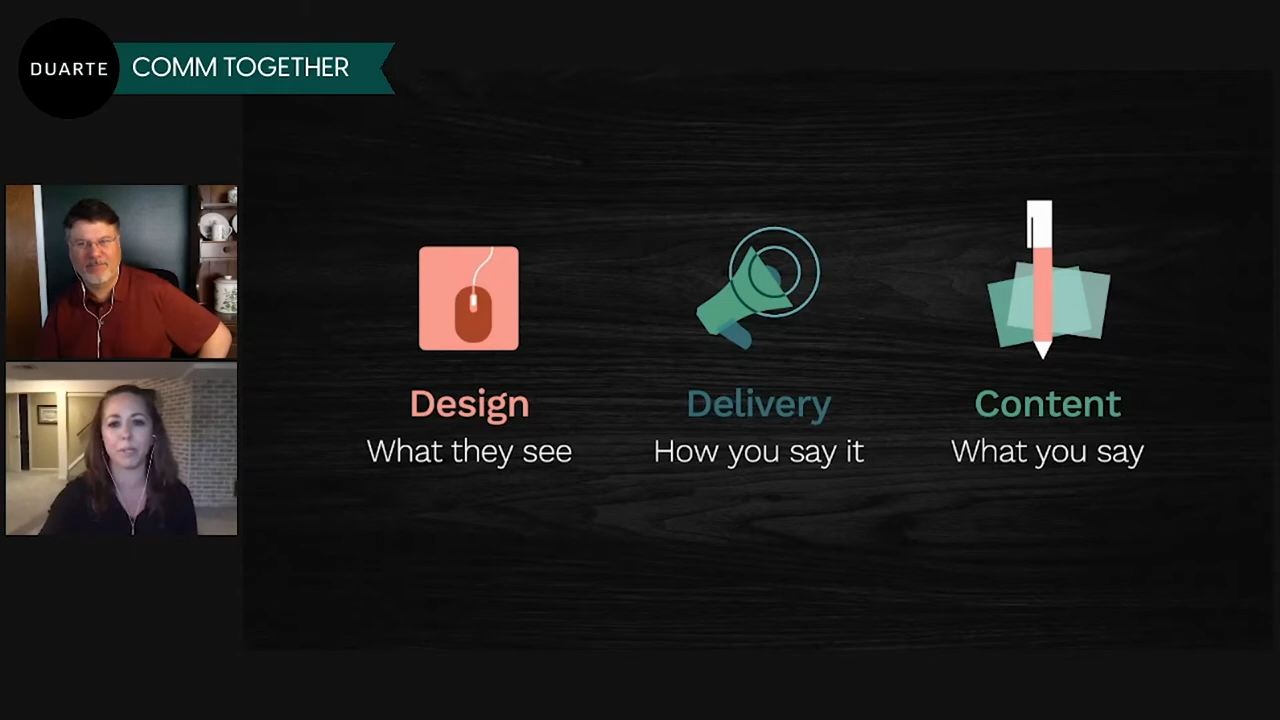 DUARTE
COMM TOGETHER
Design
Delivery
Content
What they see
How you say it
What you say